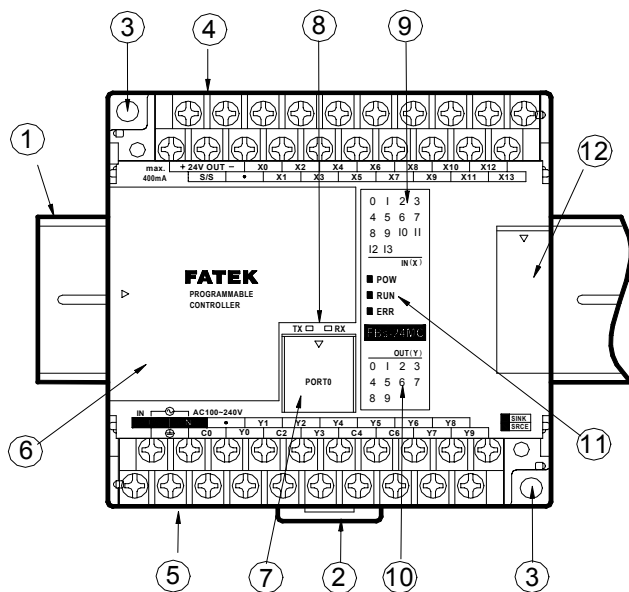 ③ ④ ⑧ ⑨
① ⑫
max. + 24V OUT − X0 X2 X4 X6 X8 X10 X12
400mA S/S • X1 X3 X5 X7 X9 X11 X13
0 1 2 3
4 5 6 7
8 9 10 11
12 13
IN(X)
FATEK
PROGRAMMABLE
CONTROLLER
POW
RUN
ERR
TX RX
FBs-24MC
OUT(Y)
0 1 2 3
4 5 6 7
8 9
PORT0
IN AC100~240V • Y1 Y2 Y4 Y5 Y6 Y8
C0 Y0 C2 Y3 C4 C6 Y7 Y9
SINK
SRCE
⑥ ⑪
⑤ ⑦ ② ⑩ ③